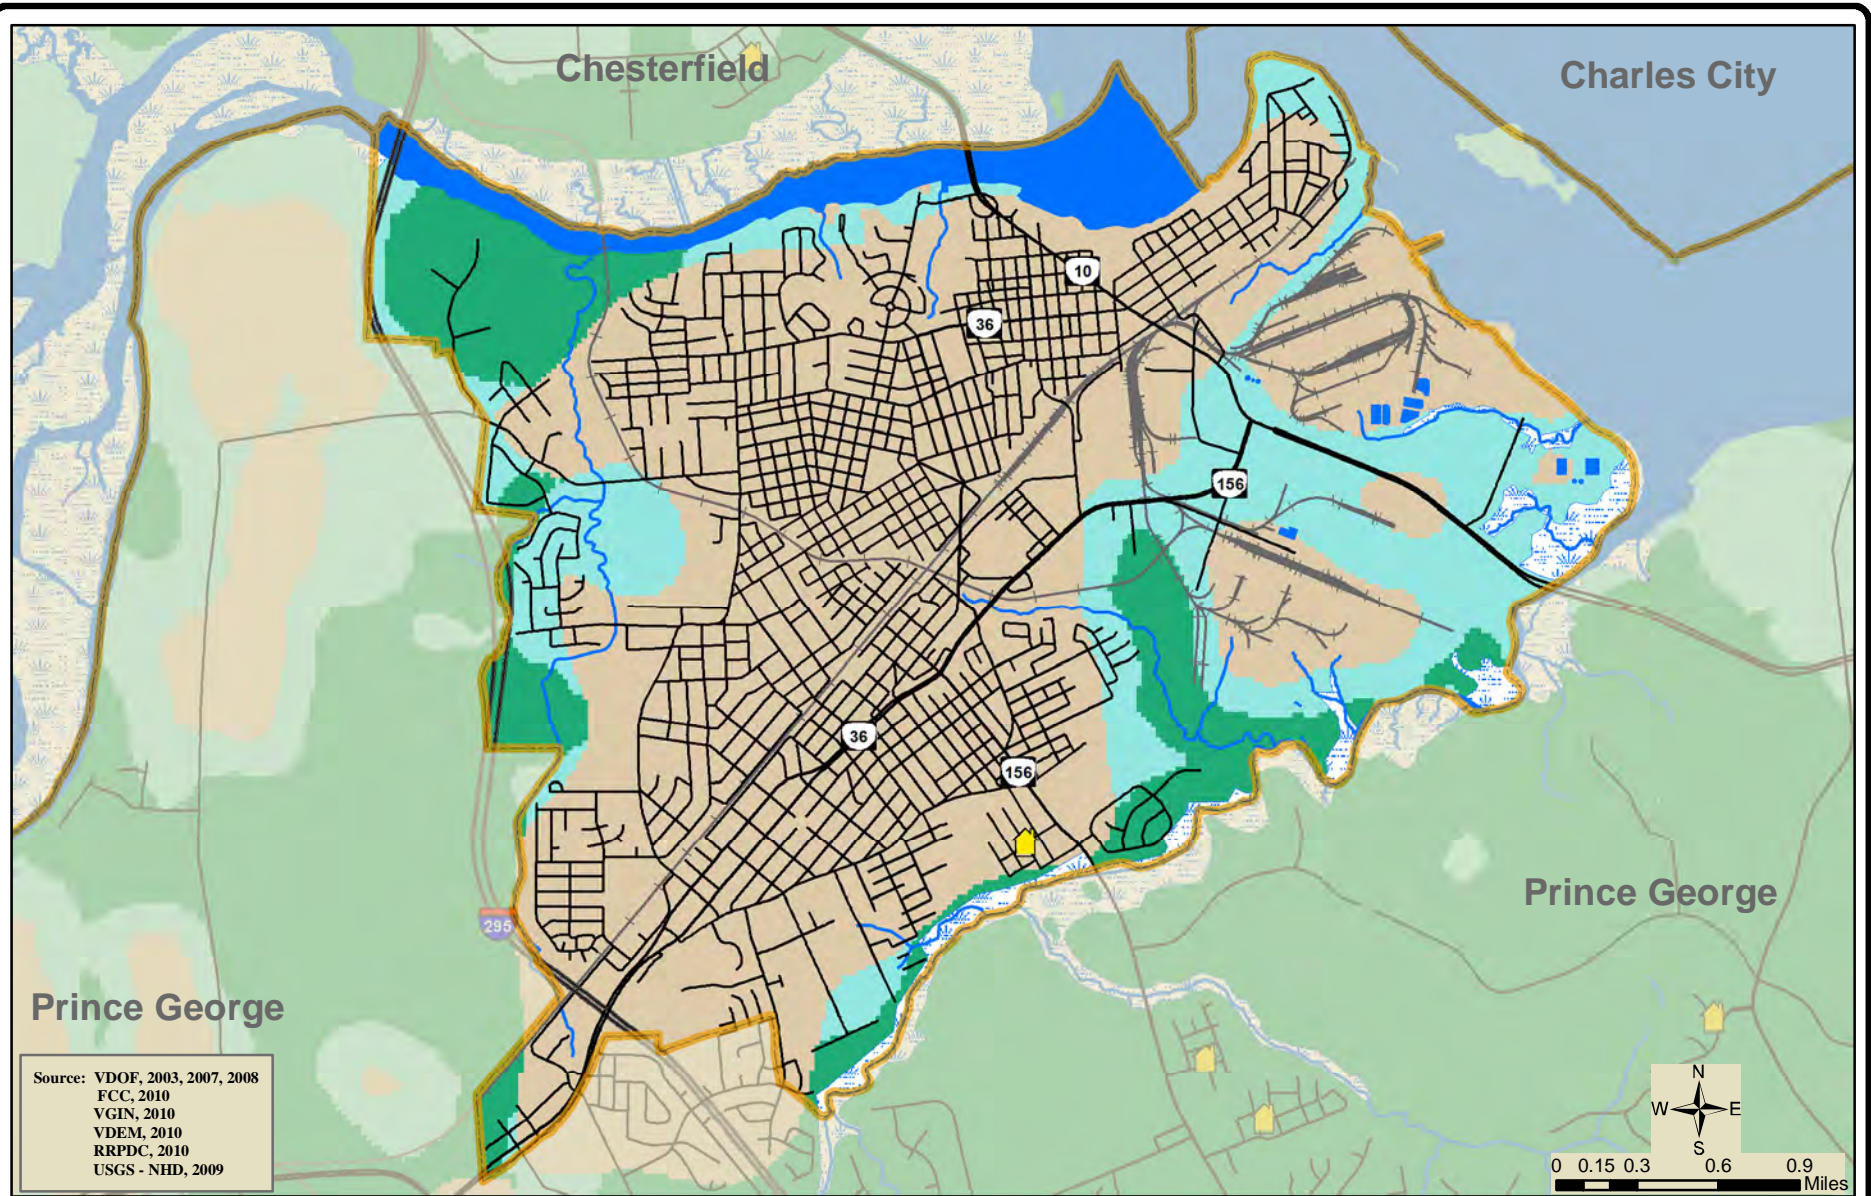 Chesterfield
Charles City
10
36
156
36
156
Prince George
295
Prince George
Source: VDOF, 2003, 2007, 2008
FCC, 2010
VGIN, 2010
VDEM, 2010
RRPDC, 2010
USGS - NHD, 2009
N
W E
S
0 0.15 0.3 0.6 0.9
Miles